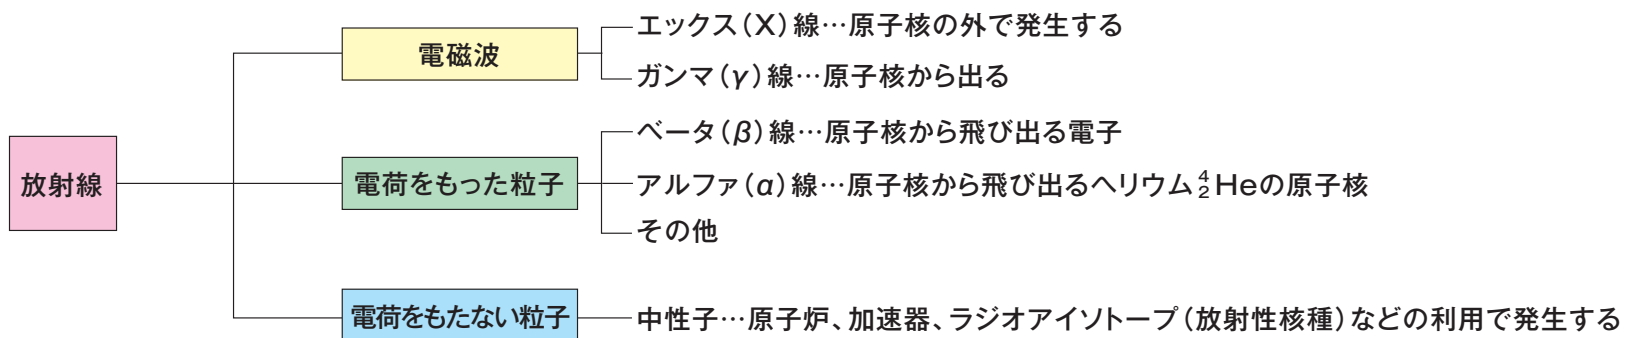 放射線
電磁波
エックス(X)線…原子核の外で発生する
ガンマ(γ)線…原子核から出る
電荷をもった粒子
ベータ(β)線…原子核から飛び出る電子
アルファ(α)線…原子核から飛び出るヘリウム⁴₂Heの原子核
その他
電荷をもたない粒子
中性子…原子炉、加速器、ラジオアイソトープ(放射性核種)などの利用で発生する